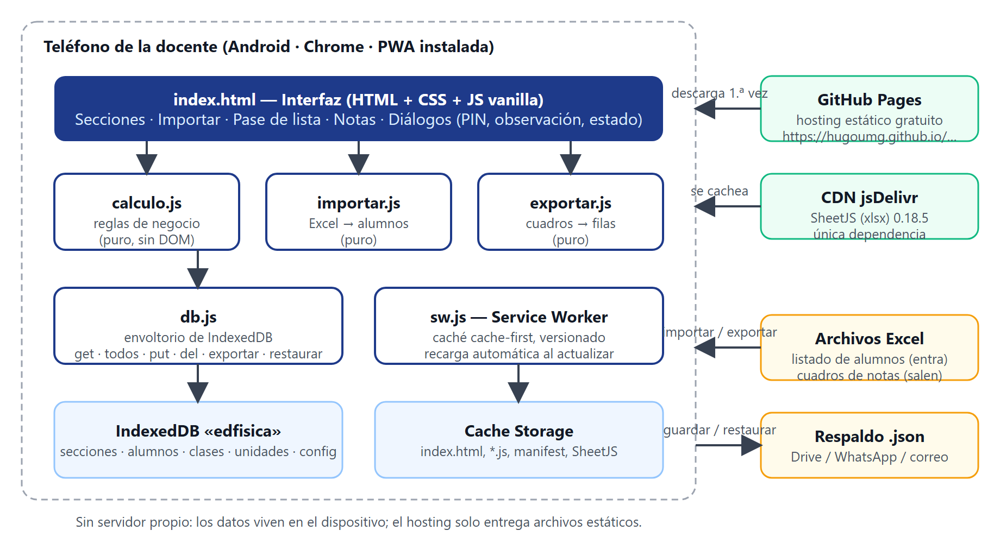 Teléfono de la docente (Android · Chrome · PWA instalada)
index.html — Interfaz (HTML + CSS + JS vanilla)
Secciones · Importar · Pase de lista · Notas · Diálogos (PIN, observación, estado)
descarga 1.ª vez
GitHub Pages
hosting estático gratuito
https://hugoumg.github.io/...
calculo.js
reglas de negocio
(puro, sin DOM)
importar.js
Excel → alumnos
(puro)
exportar.js
cuadros → filas
(puro)
se cachea
CDN jsDelivr
SheetJS (xlsx) 0.18.5
única dependencia
db.js
envoltorio de IndexedDB
get · todos · put · del · exportar · restaurar
sw.js — Service Worker
caché cache-first, versionado
recarga automática al actualizar
importar / exportar
Archivos Excel
listado de alumnos (entra)
cuadros de notas (salen)
IndexedDB «edfisica»
secciones · alumnos · clases · unidades · config
Cache Storage
index.html, *.js, manifest, SheetJS
guardar / restaurar
Respaldo .json
Drive / WhatsApp / correo
Sin servidor propio: los datos viven en el dispositivo; el hosting solo entrega archivos estáticos.